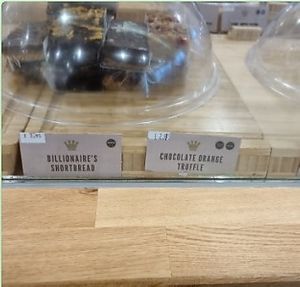 BILLIONAIRE'S
SHORTBREAD
CHOCOLATE ORANGE
TRUFFLE